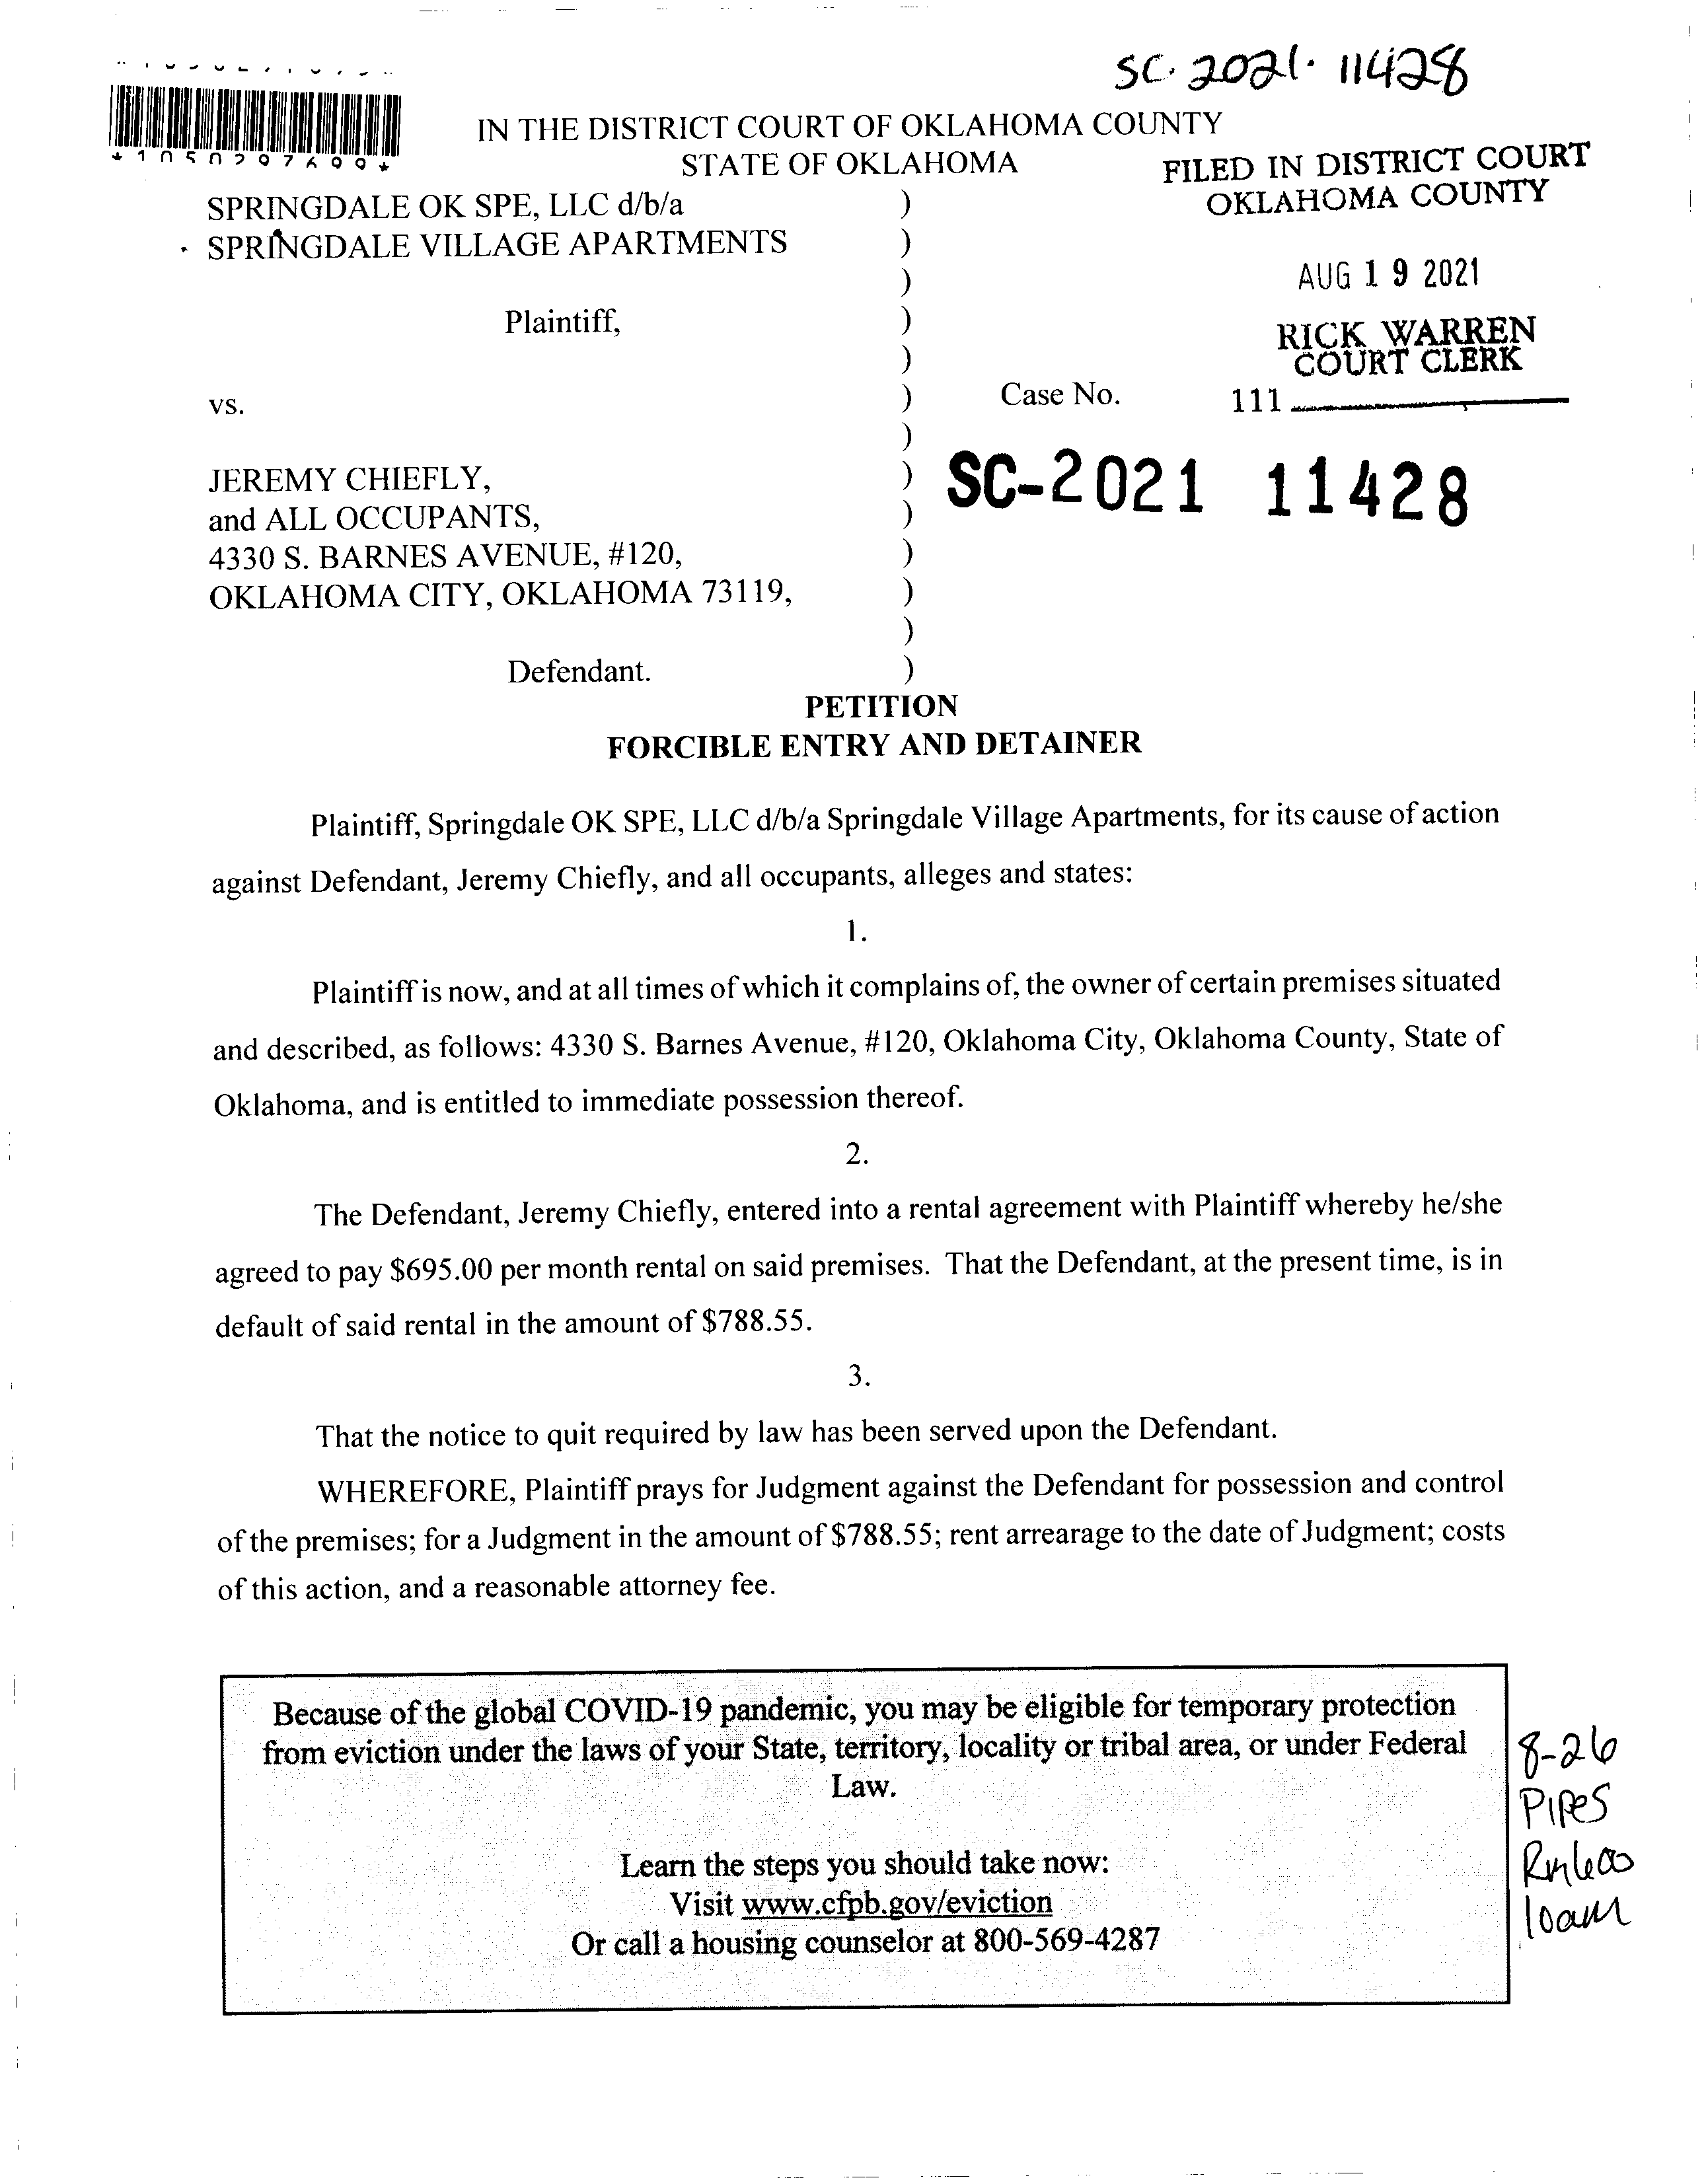 SC. 2021. 11428
IN THE DISTRICT COURT OF OKLAHOMA COUNTY
STATE OF OKLAHOMA
FILED IN DISTRICT COURT
OKLAHOMA COUNTY
AUG 19 2021
RICK WARREN
COURT CLERK
111
SPRINGDALE OK SPE, LLC d/b/a )
SPRINGDALE VILLAGE APARTMENTS )
)
Plaintiff, )
)
vs. ) Case No.
)
JEREMY CHIEFLY, ) SC-2021 11428
and ALL OCCUPANTS, )
4330 S. BARNES AVENUE, #120, )
OKLAHOMA CITY, OKLAHOMA 73119, )
)
Defendant. )
PETITION
FORCIBLE ENTRY AND DETAINER
Plaintiff, Springdale OK SPE, LLC d/b/a Springdale Village Apartments, for its cause of action
against Defendant, Jeremy Chiefly, and all occupants, alleges and states:
1.
Plaintiff is now, and at all times of which it complains of, the owner of certain premises situated
and described, as follows: 4330 S. Barnes Avenue, #120, Oklahoma City, Oklahoma County, State of
Oklahoma, and is entitled to immediate possession thereof.
2.
The Defendant, Jeremy Chiefly, entered into a rental agreement with Plaintiff whereby he/she
agreed to pay $695.00 per month rental on said premises. That the Defendant, at the present time, is in
default of said rental in the amount of $788.55.
3.
That the notice to quit required by law has been served upon the Defendant.
WHEREFORE, Plaintiff prays for Judgment against the Defendant for possession and control
of the premises; for a Judgment in the amount of $788.55; rent arrearage to the date of Judgment; costs
of this action, and a reasonable attorney fee.
Because of the global COVID-19 pandemic, you may be eligible for temporary protection
from eviction under the laws of your State, territory, locality or tribal area, or under Federal
Law.
Learn the steps you should take now:
Visit www.cfpb.gov/eviction
Or call a housing counselor at 800-569-4287
8-26
Pipes
Rm600
10am